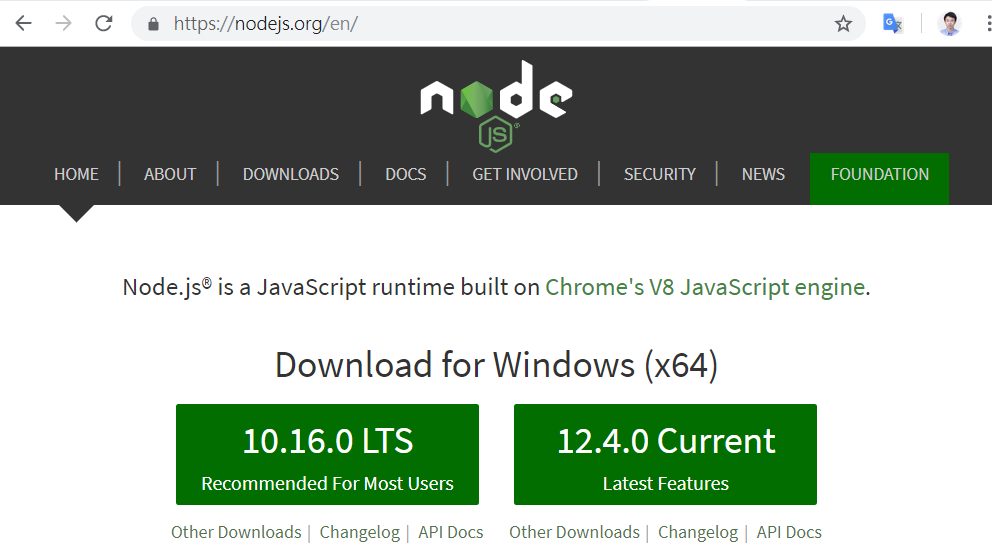 https://nodejs.org/en/
node
JS®
HOME | ABOUT | DOWNLOADS | DOCS | GET INVOLVED | SECURITY | NEWS FOUNDATION
Node.js® is a JavaScript runtime built on Chrome's V8 JavaScript engine.
Download for Windows (x64)
10.16.0 LTS
Recommended For Most Users
12.4.0 Current
Latest Features
Other Downloads | Changelog | API Docs
Other Downloads | Changelog | API Docs